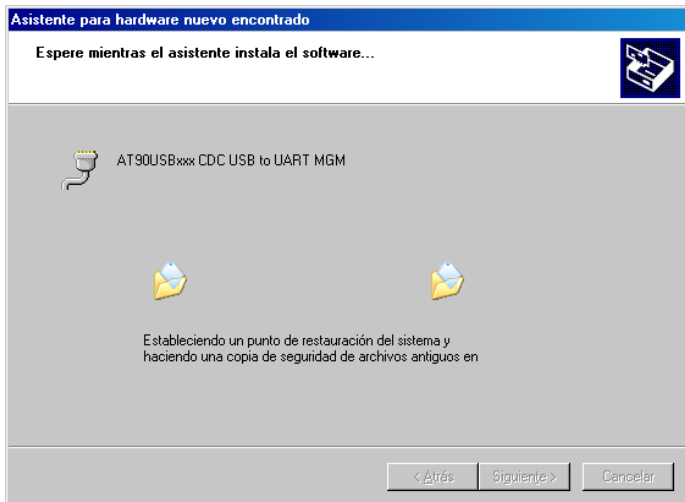 Asistente para hardware nuevo encontrado
Espere mientras el asistente instala el software...
AT90USBxxx CDC USB to UART MGM
Estableciendo un punto de restauración del sistema y
haciendo una copia de seguridad de archivos antiguos en
< Atrás
Siguiente >
Cancelar